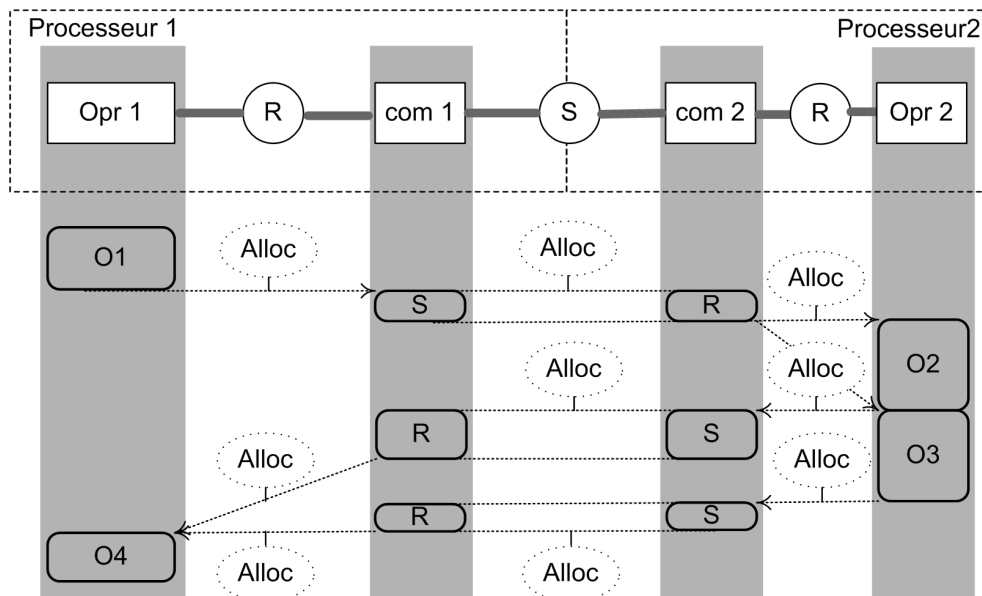 Processeur 1
Processeur2
Opr 1
R
com 1
S
com 2
R
Opr 2
O1
Alloc
Alloc
Alloc
S
R
O2
Alloc
Alloc
R
S
O3
Alloc
Alloc
R
S
O4
Alloc
Alloc